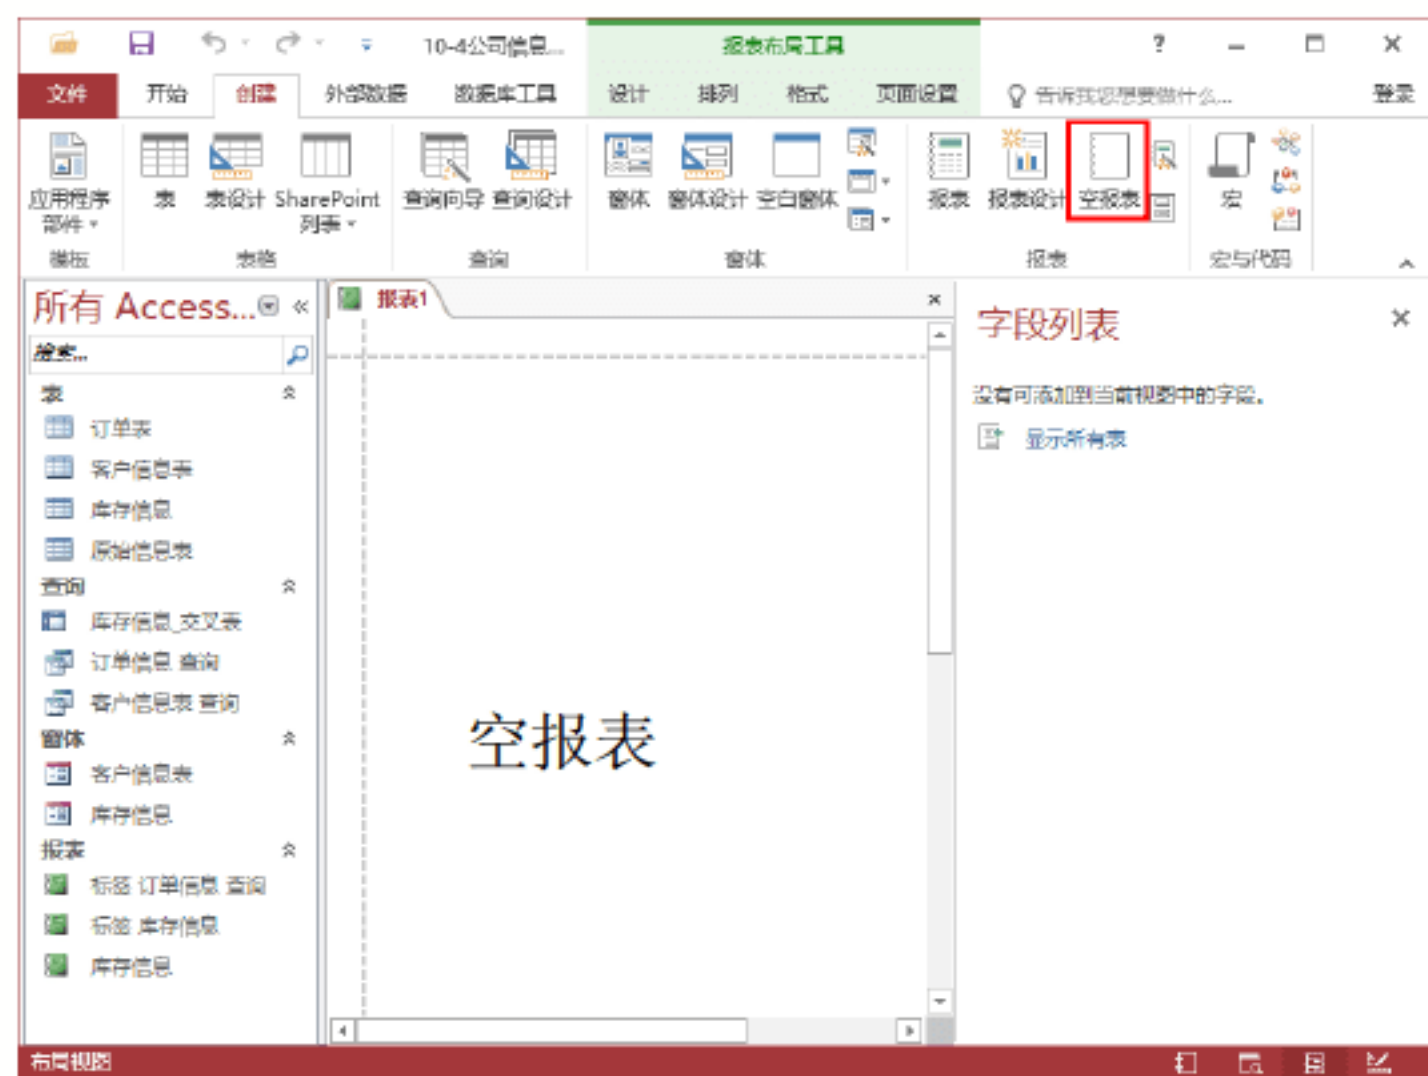 10-4公司信息...
报表布局工具
?
文件
开始
创建
外部数据
数据库工具
设计
排列
格式
页面设置
告诉我您想要做什么...
登录
应用程序
部件
表
表设计
SharePoint
列表
查询向导
查询设计
窗体
窗体设计
空白窗体
报表
报表设计
空报表
宏
模板
表格
查询
窗体
报表
宏与代码
所有 Access...
搜索...
表
订单表
客户信息表
库存信息
原始信息表
查询
库存信息_交叉表
订单信息 查询
客户信息表 查询
窗体
客户信息表
库存信息
报表
标签 订单信息 查询
标签 库存信息
库存信息
报表1
空报表
字段列表
没有可添加到当前视图中的字段。
显示所有表
布局视图